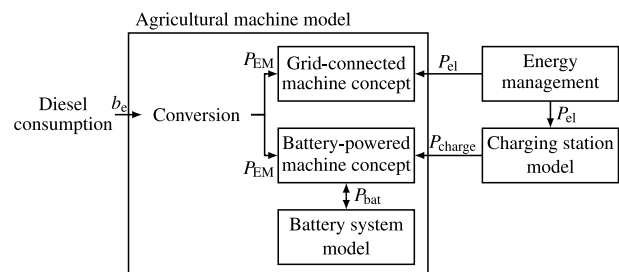 Agricultural machine model
P_EM
Grid-connected
machine concept
P_el
Energy
management
Diesel
consumption
b_e
Conversion
P_el
P_EM
Battery-powered
machine concept
P_charge
Charging station
model
P_bat
Battery system
model